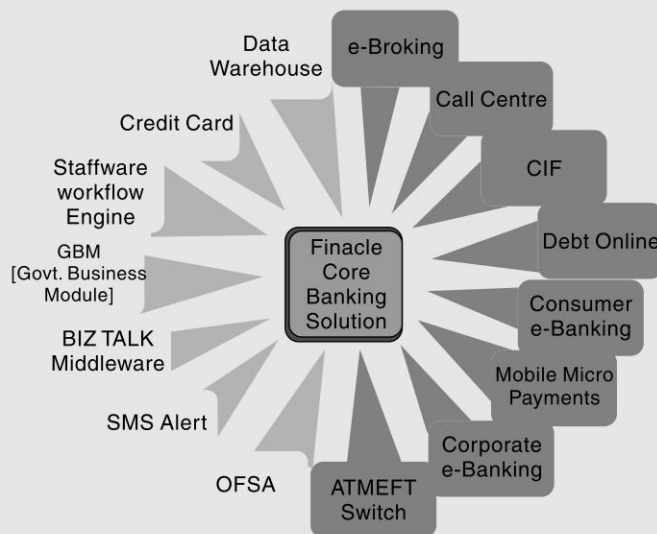 Data
Warehouse
e-Broking
Call Centre
CIF
Debt Online
Consumer
e-Banking
Mobile Micro
Payments
Corporate
e-Banking
ATMEFT
Switch
OFSA
SMS Alert
BIZ TALK
Middleware
GBM
[Govt. Business
Module]
Staffware
workflow
Engine
Credit Card
Finacle
Core
Banking
Solution